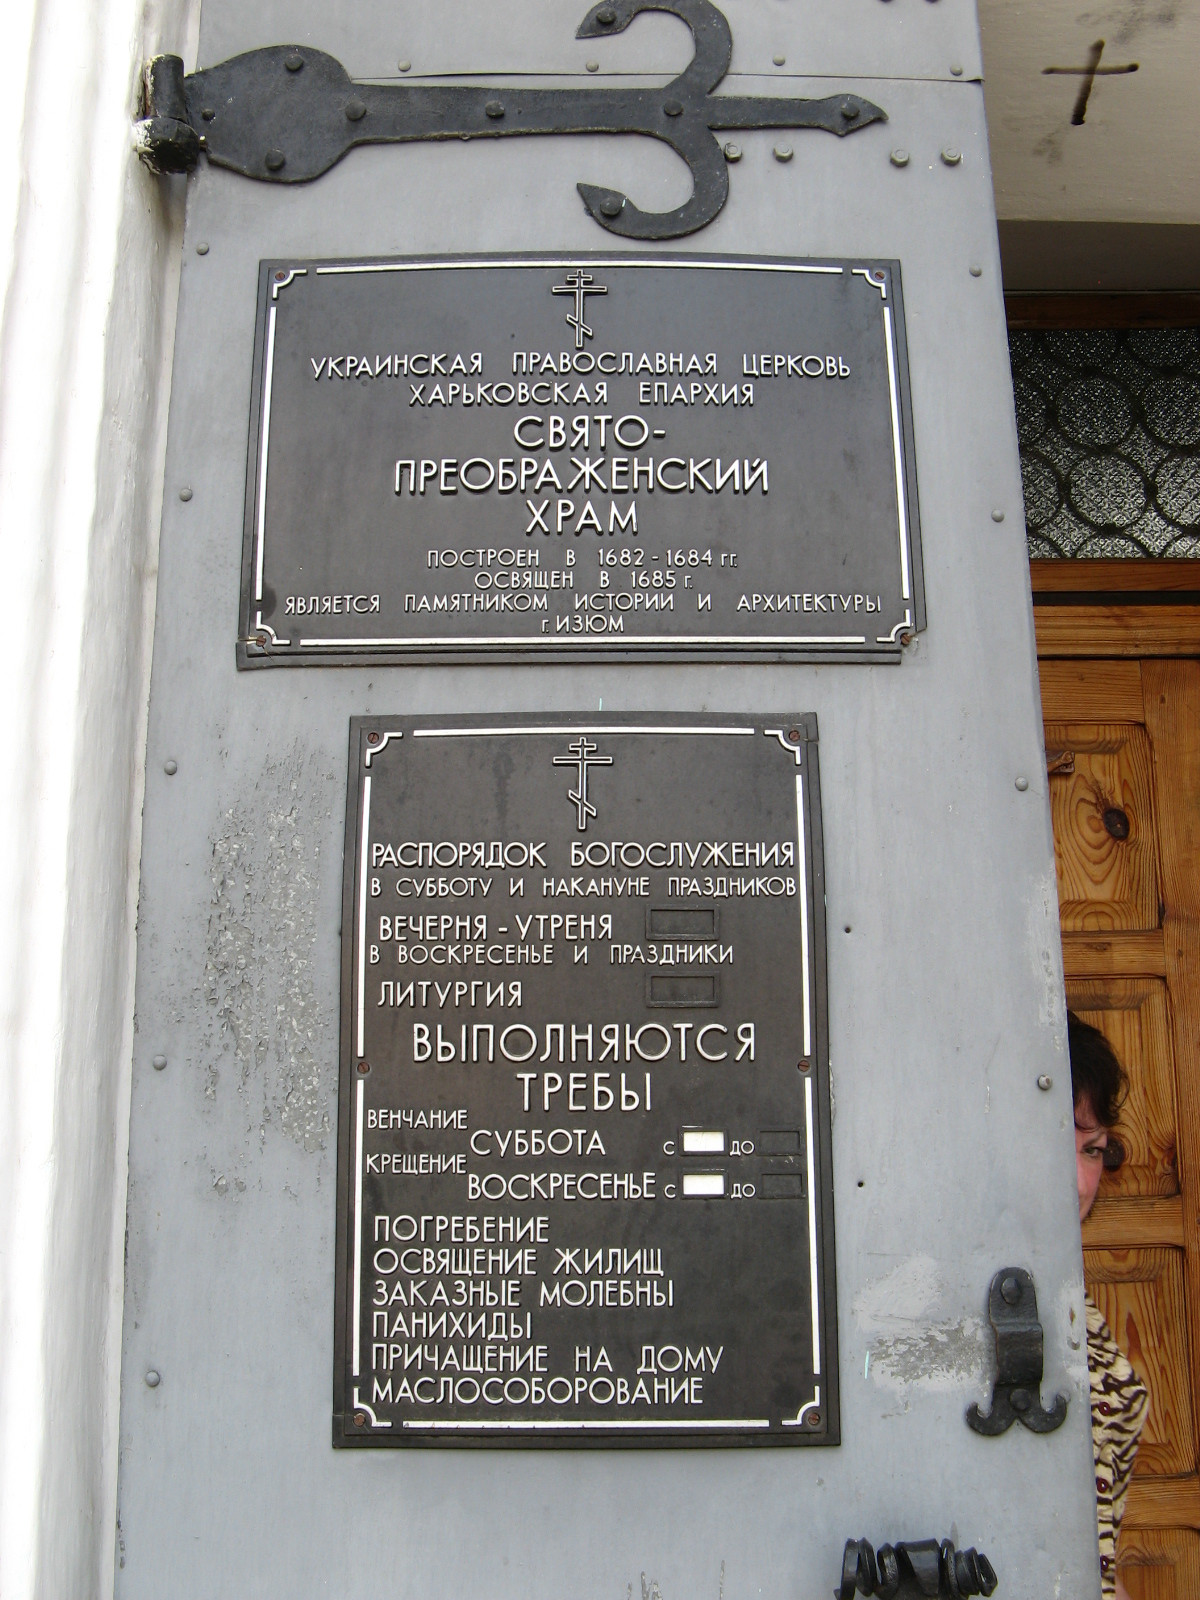 УКРАИНСКАЯ ПРАВОСЛАВНАЯ ЦЕРКОВЬ
ХАРЬКОВСКАЯ ЕПАРХИЯ
СВЯТО-
ПРЕОБРАЖЕНСКИЙ
ХРАМ
ПОСТРОЕН В 1682-1684 гг.
ОСВЯЩЕН В 1685 г.
ЯВЛЯЕТСЯ ПАМЯТНИКОМ ИСТОРИИ И АРХИТЕКТУРЫ
г. ИЗЮМ
РАСПОРЯДОК БОГОСЛУЖЕНИЯ
В СУББОТУ И НАКАНУНЕ ПРАЗДНИКОВ
ВЕЧЕРНЯ - УТРЕНЯ
В ВОСКРЕСЕНЬЕ И ПРАЗДНИКИ
ЛИТУРГИЯ
ВЫПОЛНЯЮТСЯ
ТРЕБЫ
ВЕНЧАНИЕ
СУББОТА с до
КРЕЩЕНИЕ
ВОСКРЕСЕНЬЕ с до
ПОГРЕБЕНИЕ
ОСВЯЩЕНИЕ ЖИЛИЩ
ЗАКАЗНЫЕ МОЛЕБНЫ
ПАНИХИДЫ
ПРИЧАЩЕНИЕ НА ДОМУ
МАСЛОСОБОРОВАНИЕ